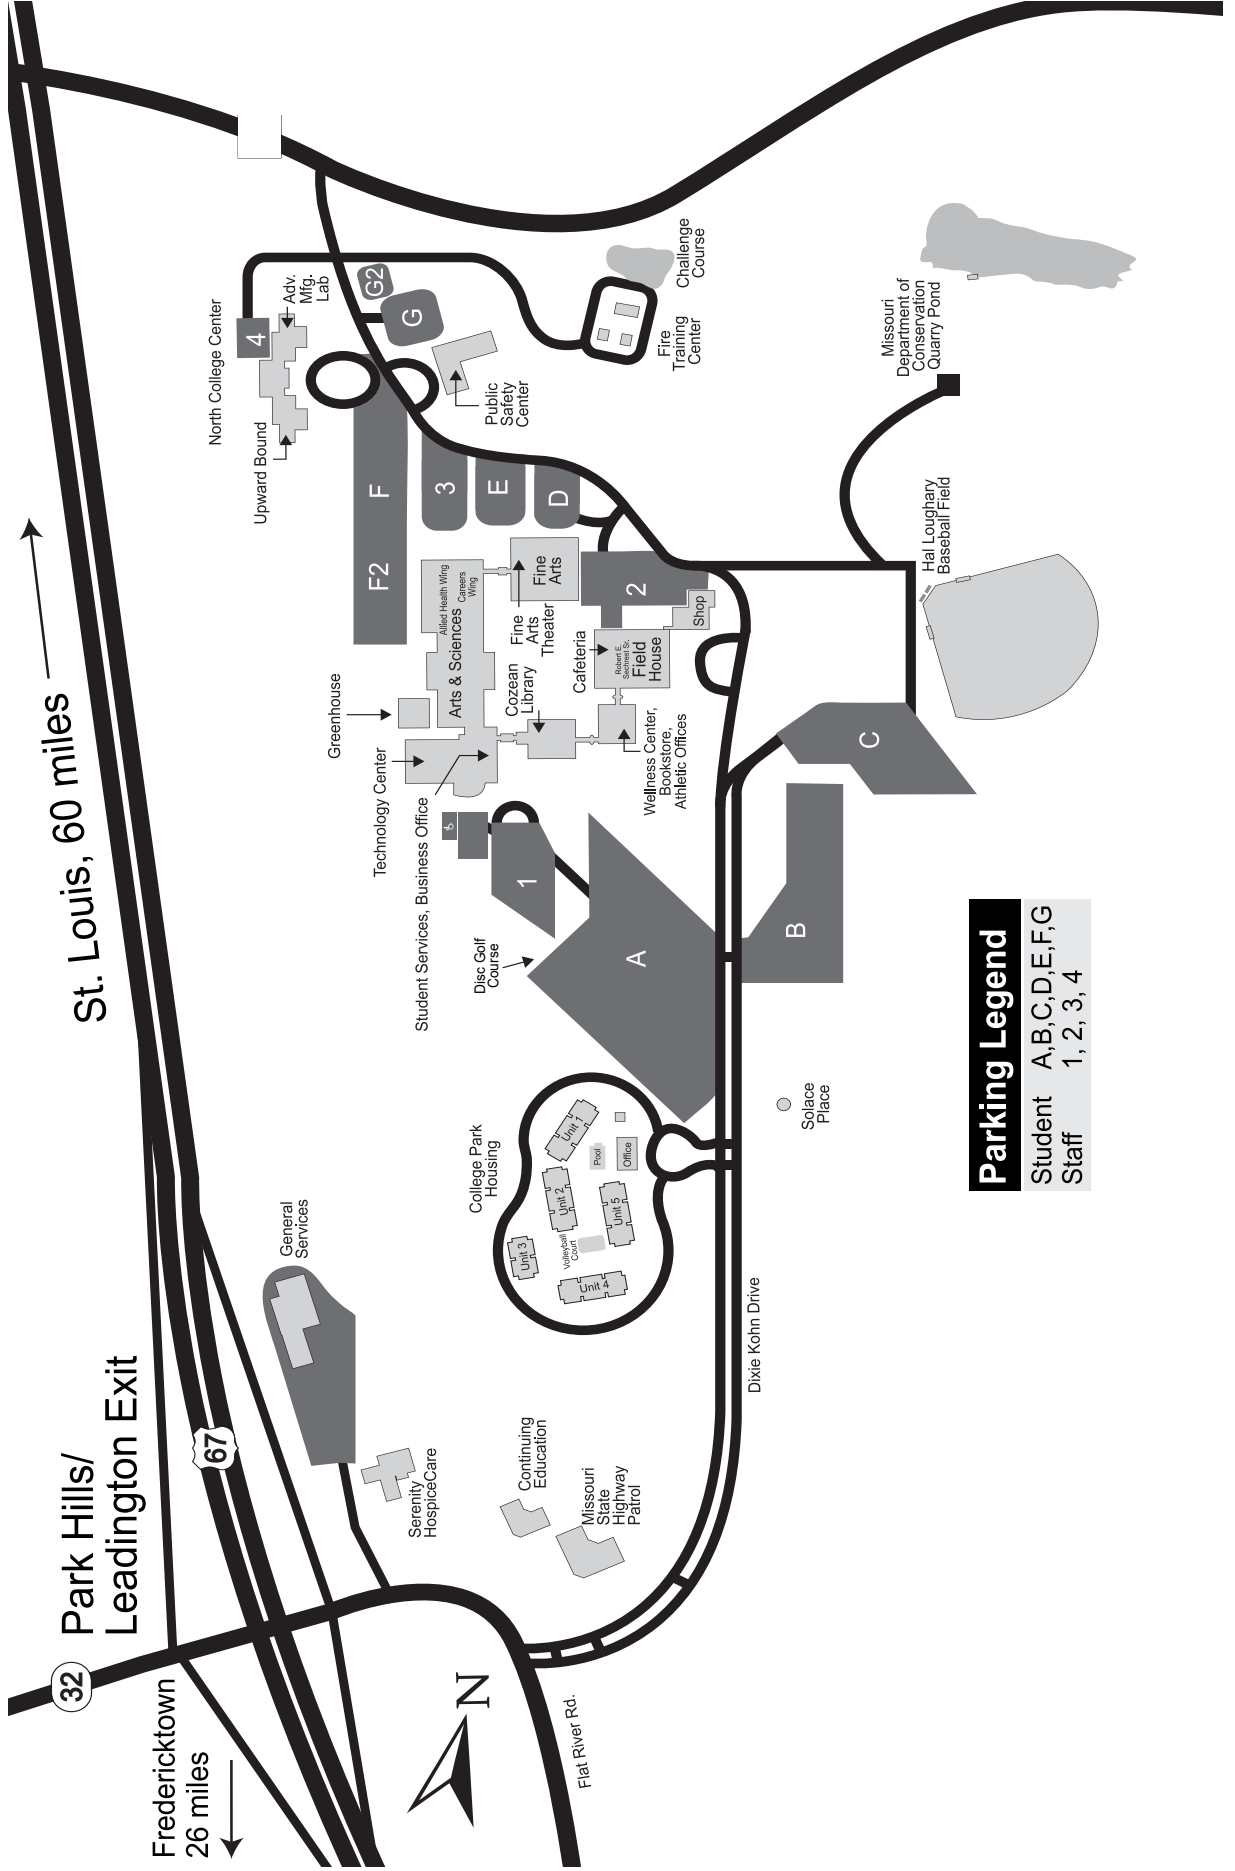 St. Louis, 60 miles
Park Hills/
Leadington Exit
32
67
Fredericktown
26 miles
N
Flat River Rd.
Dixie Kohn Drive
General
Services
Serenity
HospiceCare
Continuing
Education
Missouri
State
Highway
Patrol
College Park
Housing
Unit 1
Unit 2
Unit 3
Unit 4
Unit 5
Pool
Office
Volleyball
Court
Solace
Place
Disc Golf
Course
A
B
C
1
Student Services, Business Office
Technology Center
Greenhouse
Arts & Sciences
Allied Health Wing
Careers
Wing
Cozean
Library
Wellness Center,
Bookstore,
Athletic Offices
Cafeteria
Robert E.
Sechrest Sr.
Field
House
Shop
Fine
Arts
Theater
Fine
Arts
2
D
E
3
F
F2
Upward Bound
North College Center
4
Adv.
Mfg.
Lab
G2
G
Public
Safety
Center
Fire
Training
Center
Challenge
Course
Missouri
Department of
Conservation
Quarry Pond
Hal Loughary
Baseball Field
Parking Legend
Student A,B,C,D,E,F,G
Staff 1, 2, 3, 4